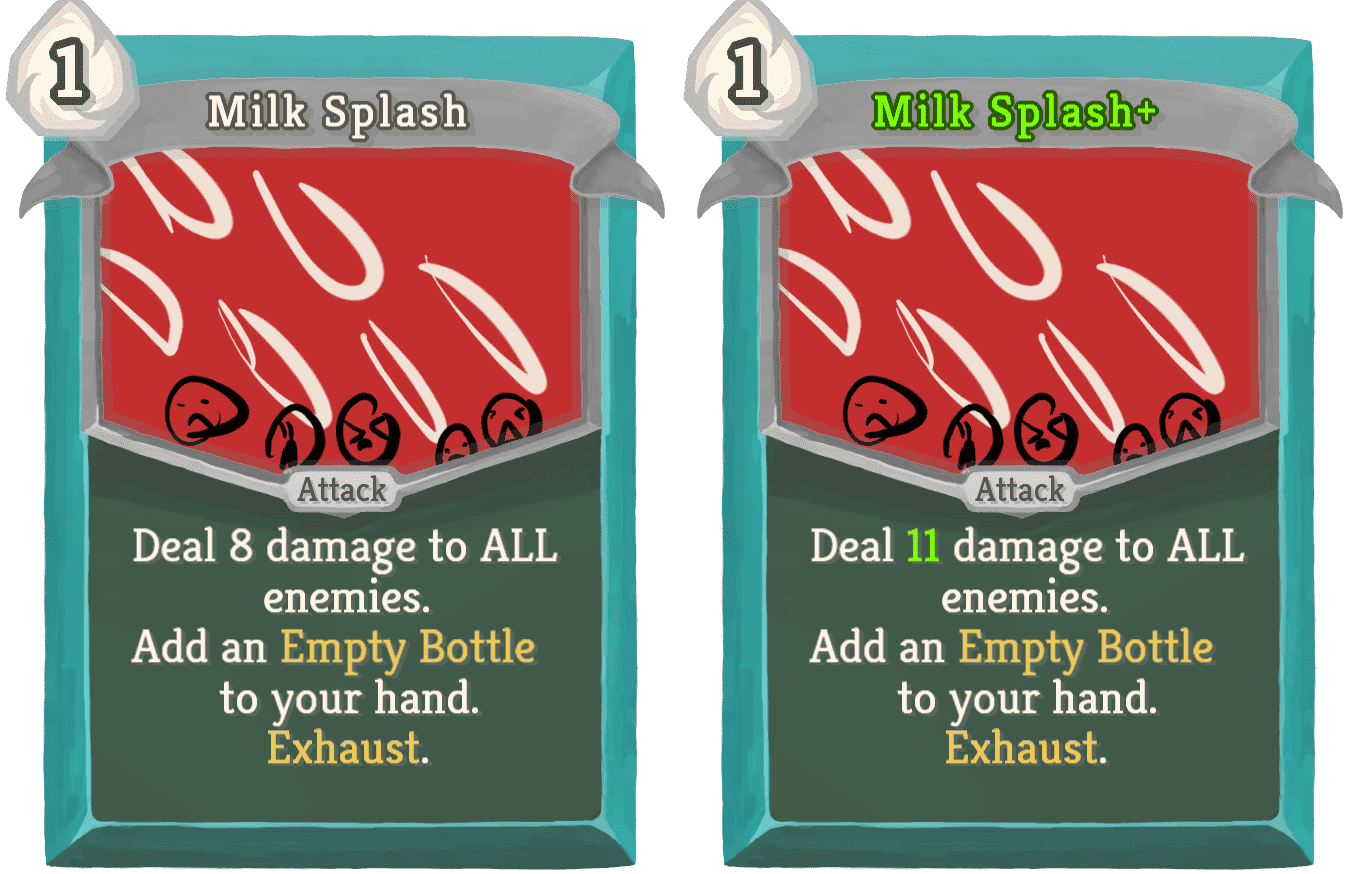 1
Milk Splash
Attack
Deal 8 damage to ALL
enemies.
Add an Empty Bottle
to your hand.
Exhaust.
1
Milk Splash+
Attack
Deal 11 damage to ALL
enemies.
Add an Empty Bottle
to your hand.
Exhaust.